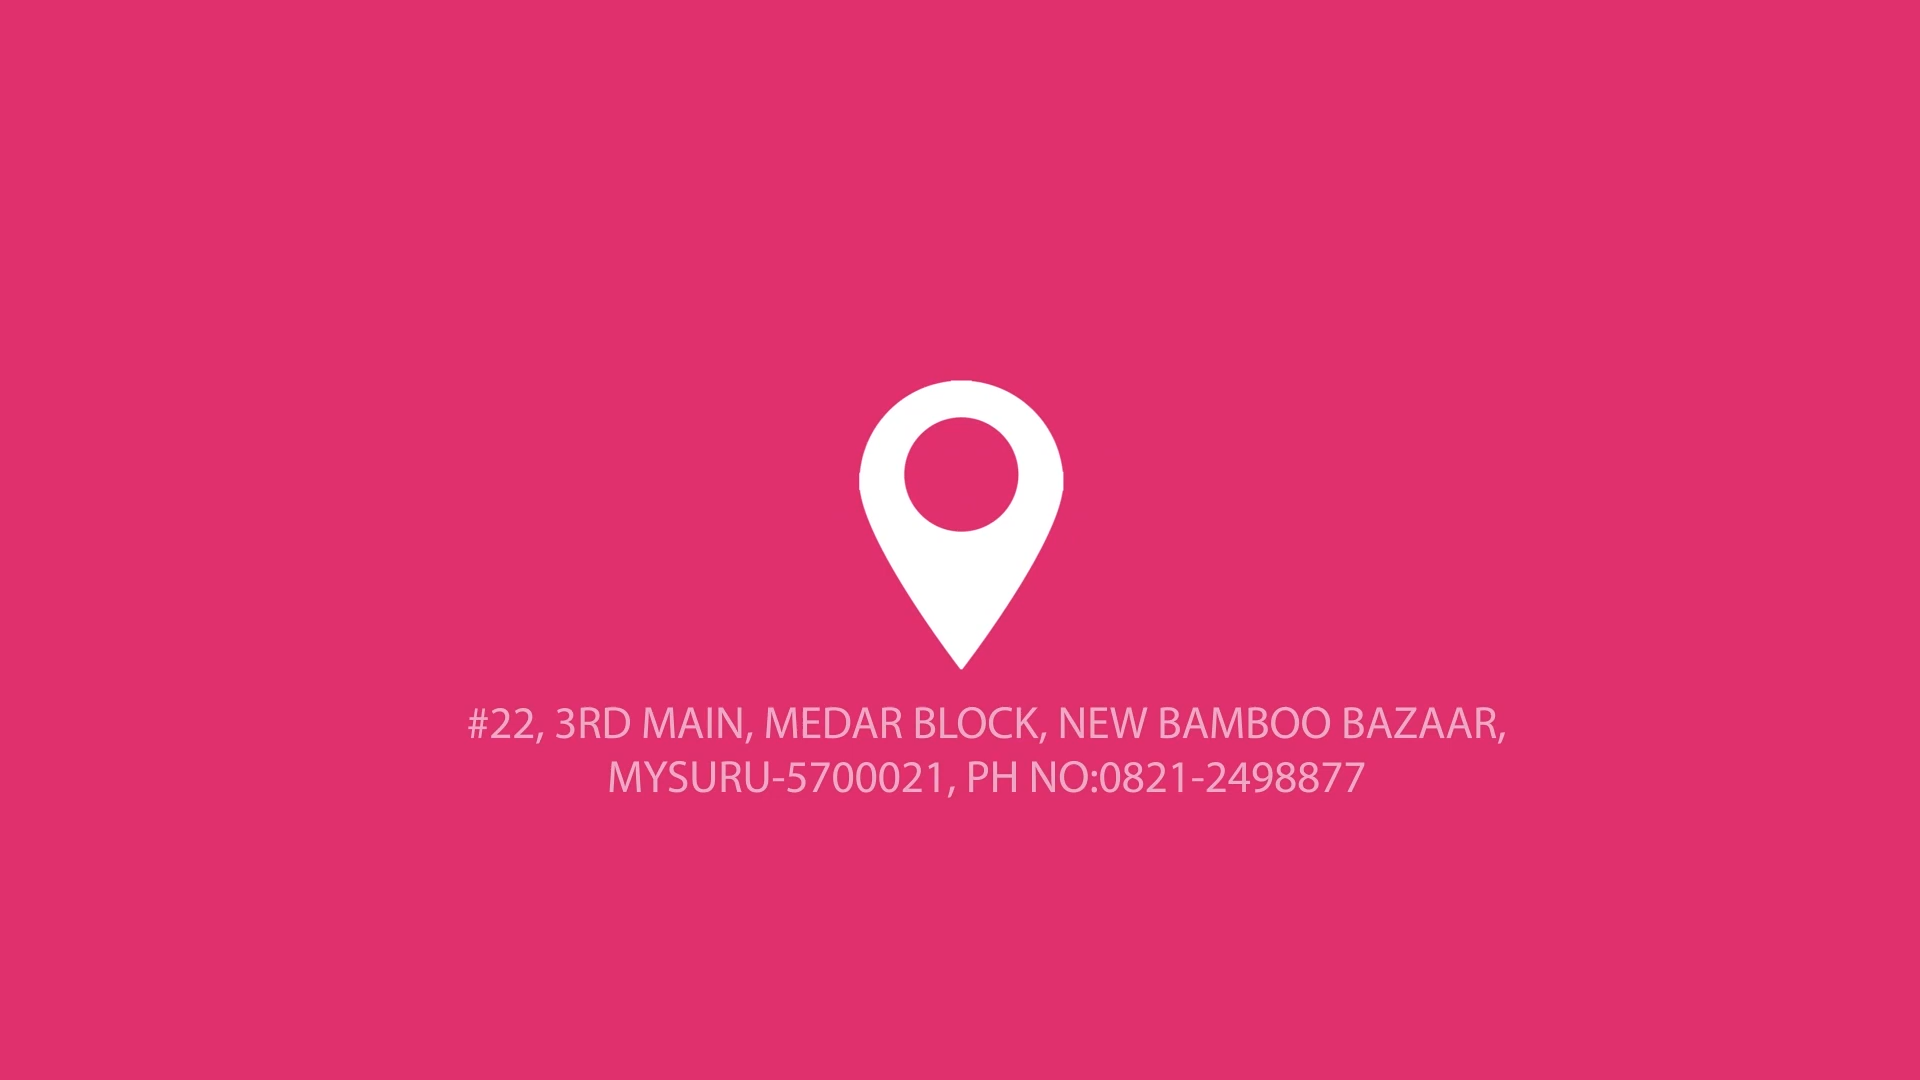 #22, 3RD MAIN, MEDAR BLOCK, NEW BAMBOO BAZAAR,
MYSURU-5700021, PH NO:0821-2498877